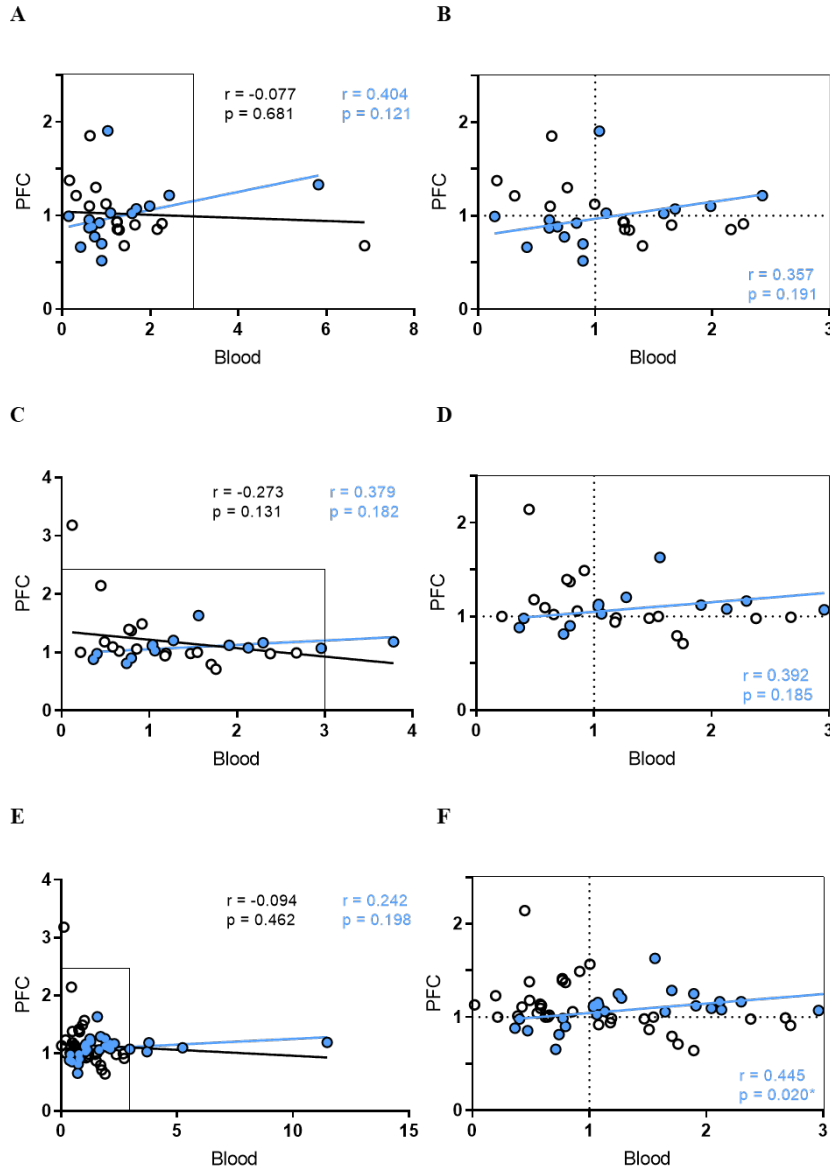 A
B
r = -0.077
p = 0.681
r = 0.404
p = 0.121
2
1
0
PFC
0 2 4 6 8
Blood
2
1
0
PFC
r = 0.357
p = 0.191
0 1 2 3
Blood
C
D
4
3
2
1
0
PFC
r = -0.273
p = 0.131
r = 0.379
p = 0.182
0 1 2 3 4
Blood
2
1
0
PFC
r = 0.392
p = 0.185
0 1 2 3
Blood
E
F
4
3
2
1
0
PFC
r = -0.094
p = 0.462
r = 0.242
p = 0.198
0 5 10 15
Blood
2
1
0
PFC
r = 0.445
p = 0.020*
0 1 2 3
Blood